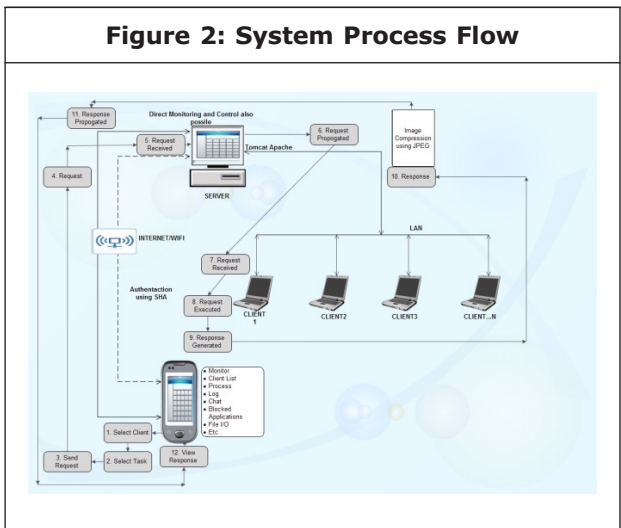 Figure 2: System Process Flow
11. Response
Propogated
Direct Monitoring and Control also
possile
5. Request
Received
6. Request
Propogated
Tomcat Apache
Image
Compression
using JPEG
4. Request
10. Response
SERVER
INTERNET/WIFI
LAN
7. Request
Received
Authentaction
using SHA
8. Request
Executed
CLIENT
1
CLIENT2
CLIENT3
CLIENT...N
9. Response
Generated
• Monitor
• Client List
• Process
• Log
• Chat
• Blocked
Applications
• File I/O
• Etc..
1. Select Client
2. Select Task
3. Send
Request
12. View
Response